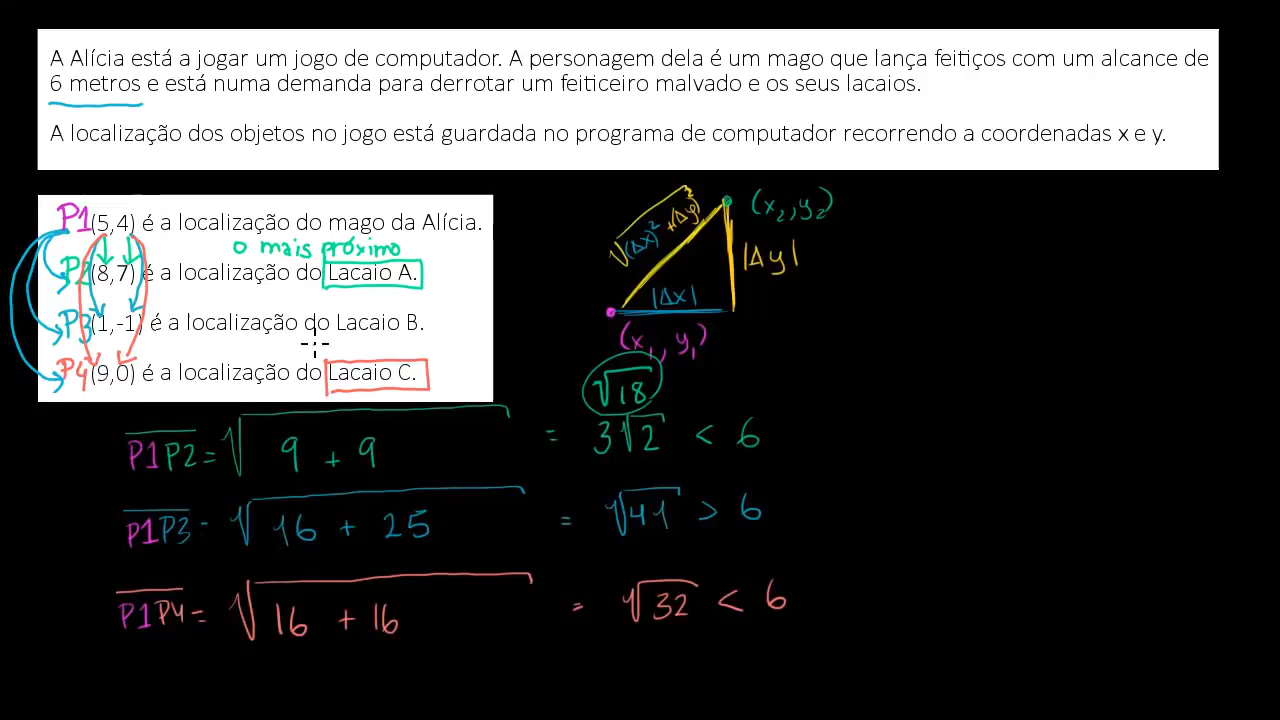 A Alícia está a jogar um jogo de computador. A personagem dela é um mago que lança feitiços com um alcance de
6 metros e está numa demanda para derrotar um feiticeiro malvado e os seus lacaios.
A localização dos objetos no jogo está guardada no programa de computador recorrendo a coordenadas x e y.
P1 (5,4) é a localização do mago da Alícia.
o mais próximo
P2 (8,7) é a localização do Lacaio A.
P3 (1,-1) é a localização do Lacaio B.
P4 (9,0) é a localização do Lacaio C.
(x₂, y₂)
√(Δx)² + (Δy)²
|Δy|
|Δx|
(x₁, y₁)
√18
P1P2 = √9 + 9 = 3√2 < 6
P1P3 = √16 + 25 = √41 > 6
P1P4 = √16 + 16 = √32 < 6